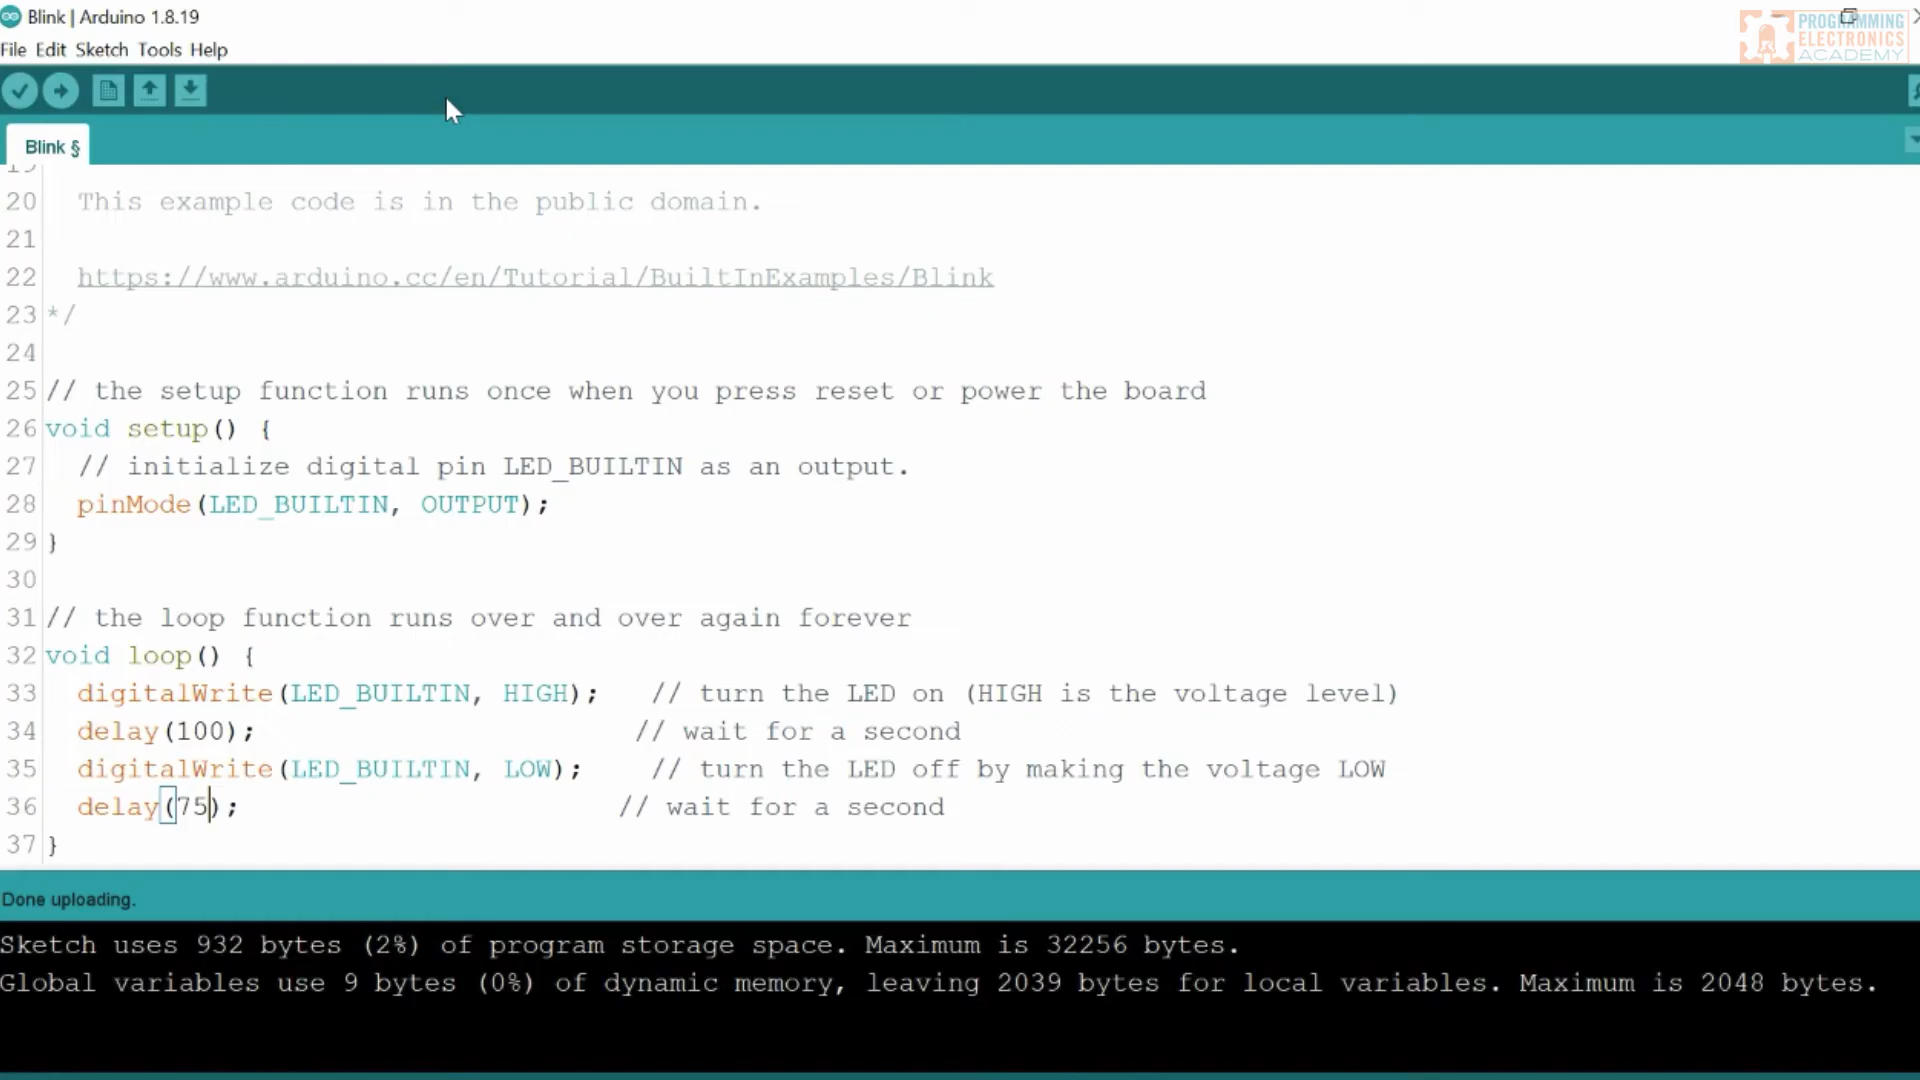 Blink | Arduino 1.8.19
PROGRAMMING
ELECTRONICS
ACADEMY
File Edit Sketch Tools Help
Blink §
19
20 This example code is in the public domain.
21
22 https://www.arduino.cc/en/Tutorial/BuiltInExamples/Blink
23 */
24
25 // the setup function runs once when you press reset or power the board
26 void setup() {
27 // initialize digital pin LED_BUILTIN as an output.
28 pinMode(LED_BUILTIN, OUTPUT);
29 }
30
31 // the loop function runs over and over again forever
32 void loop() {
33 digitalWrite(LED_BUILTIN, HIGH); // turn the LED on (HIGH is the voltage level)
34 delay(100); // wait for a second
35 digitalWrite(LED_BUILTIN, LOW); // turn the LED off by making the voltage LOW
36 delay(75); // wait for a second
37 }
Done uploading.
Sketch uses 932 bytes (2%) of program storage space. Maximum is 32256 bytes.
Global variables use 9 bytes (0%) of dynamic memory, leaving 2039 bytes for local variables. Maximum is 2048 bytes.